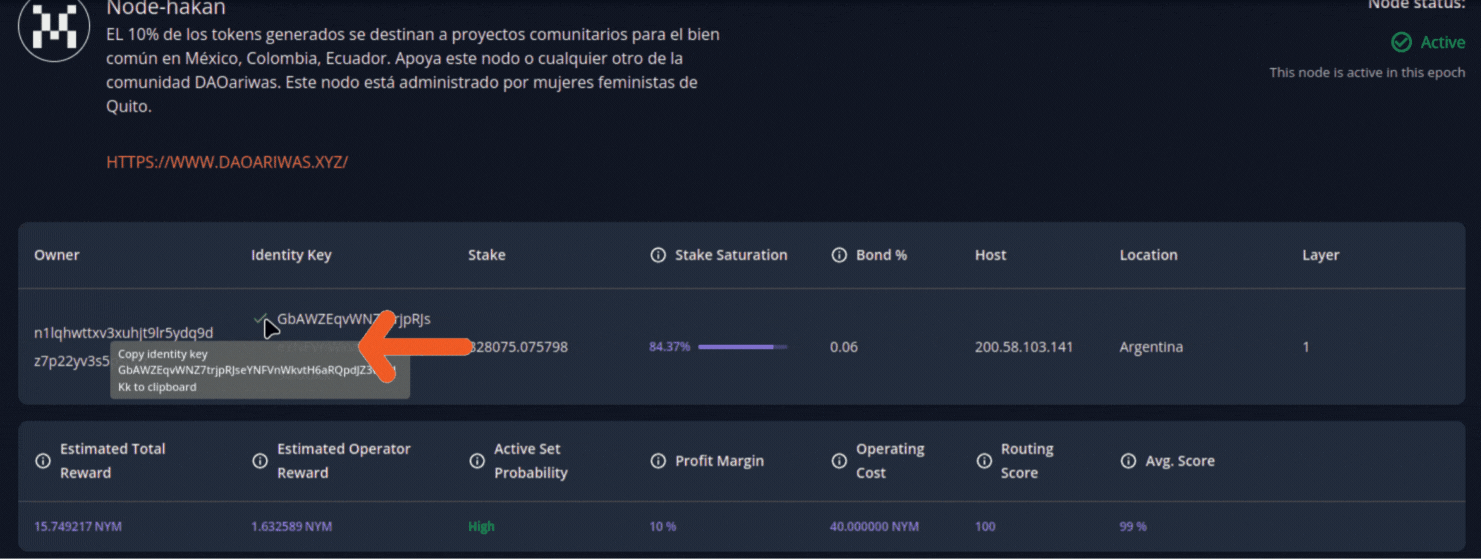 Node-hakan
Node status:
EL 10% de los tokens generados se destinan a proyectos comunitarios para el bien
común en México, Colombia, Ecuador. Apoya este nodo o cualquier otro de la
comunidad DAOariwas. Este nodo está administrado por mujeres feministas de
Quito.
Active
This node is active in this epoch
HTTPS://WWW.DAOARIWAS.XYZ/
Owner Identity Key Stake Stake Saturation Bond % Host Location Layer
n1lqhwttxv3xuhjt9lr5ydq9d
z7p22yv3s5
328075.075798 84.37% 0.06 200.58.103.141 Argentina 1
Copy identity key
Kk to clipboard
Estimated Total
Reward
Estimated Operator
Reward
Active Set
Probability
Profit Margin
Operating
Cost
Routing
Score
Avg. Score
15.749217 NYM 1.632589 NYM High 10 % 40.000000 NYM 100 99 %